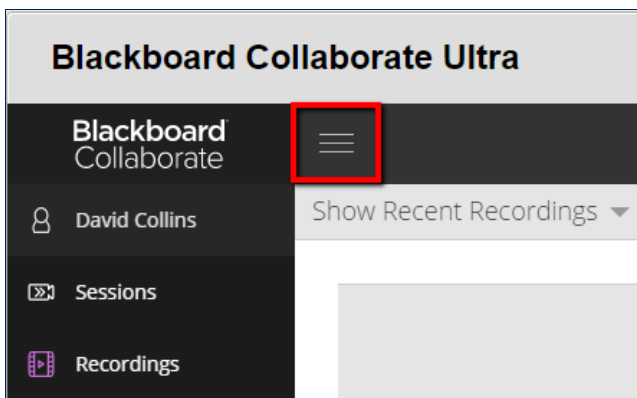 Blackboard Collaborate Ultra
Blackboard
Collaborate
David Collins
Show Recent Recordings
Sessions
Recordings